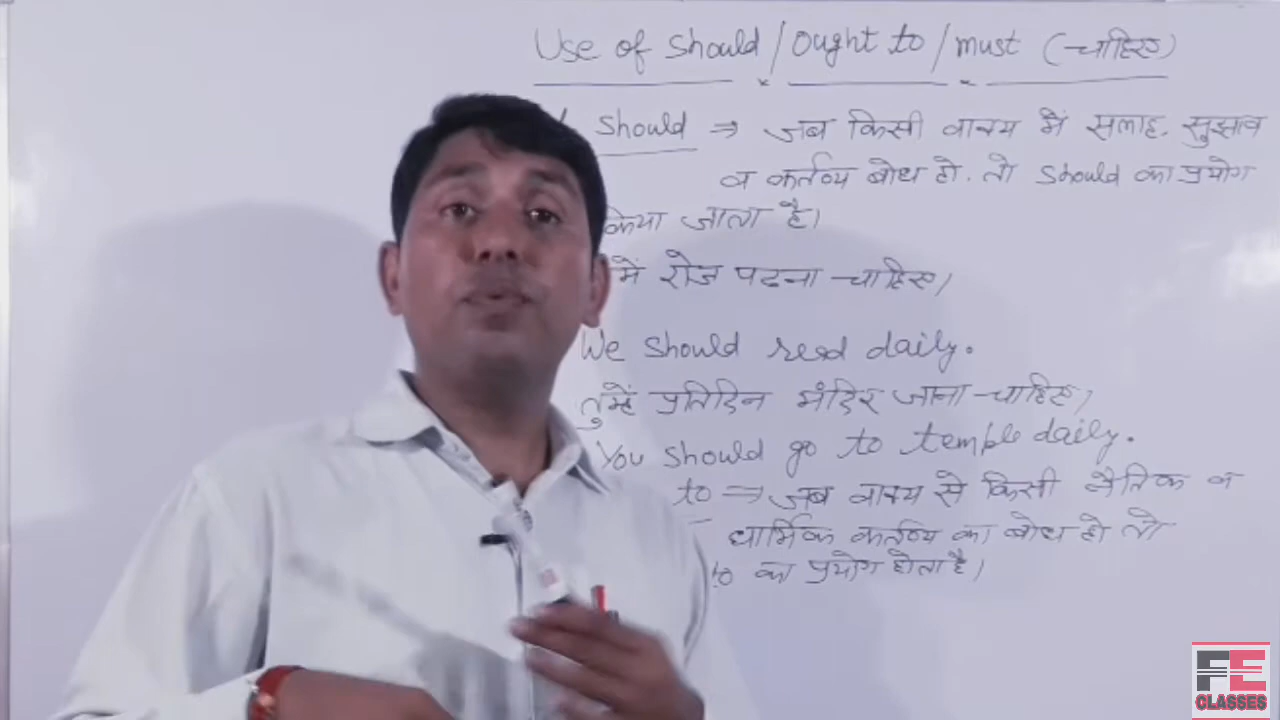 Use of should / ought to / must (चाहिए)
should ⇒ जब किसी वाक्य में सलाह, सुझाव
व कर्तव्य बोध हो. तो should का प्रयोग
किया जाता है।
में रोज पढना चाहिए।
We should read daily.
तुम्हें प्रतिदिन मंदिर जाना चाहिए।
You should go to temple daily.
to ⇒ जब वाक्य से किसी नैतिक व
धार्मिक कर्तव्य का बोध हो तो
to का प्रयोग होता है।
FE
CLASSES